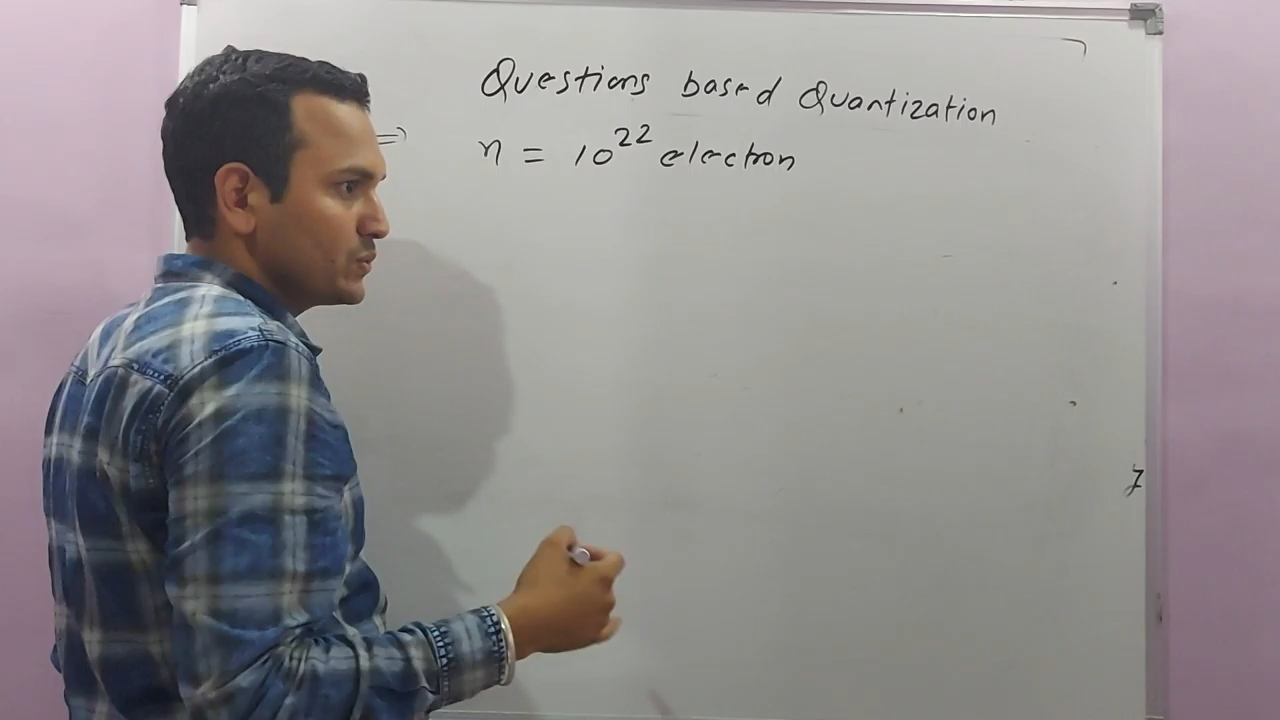 Questions based Quantization
⇒ n = 10²² electron